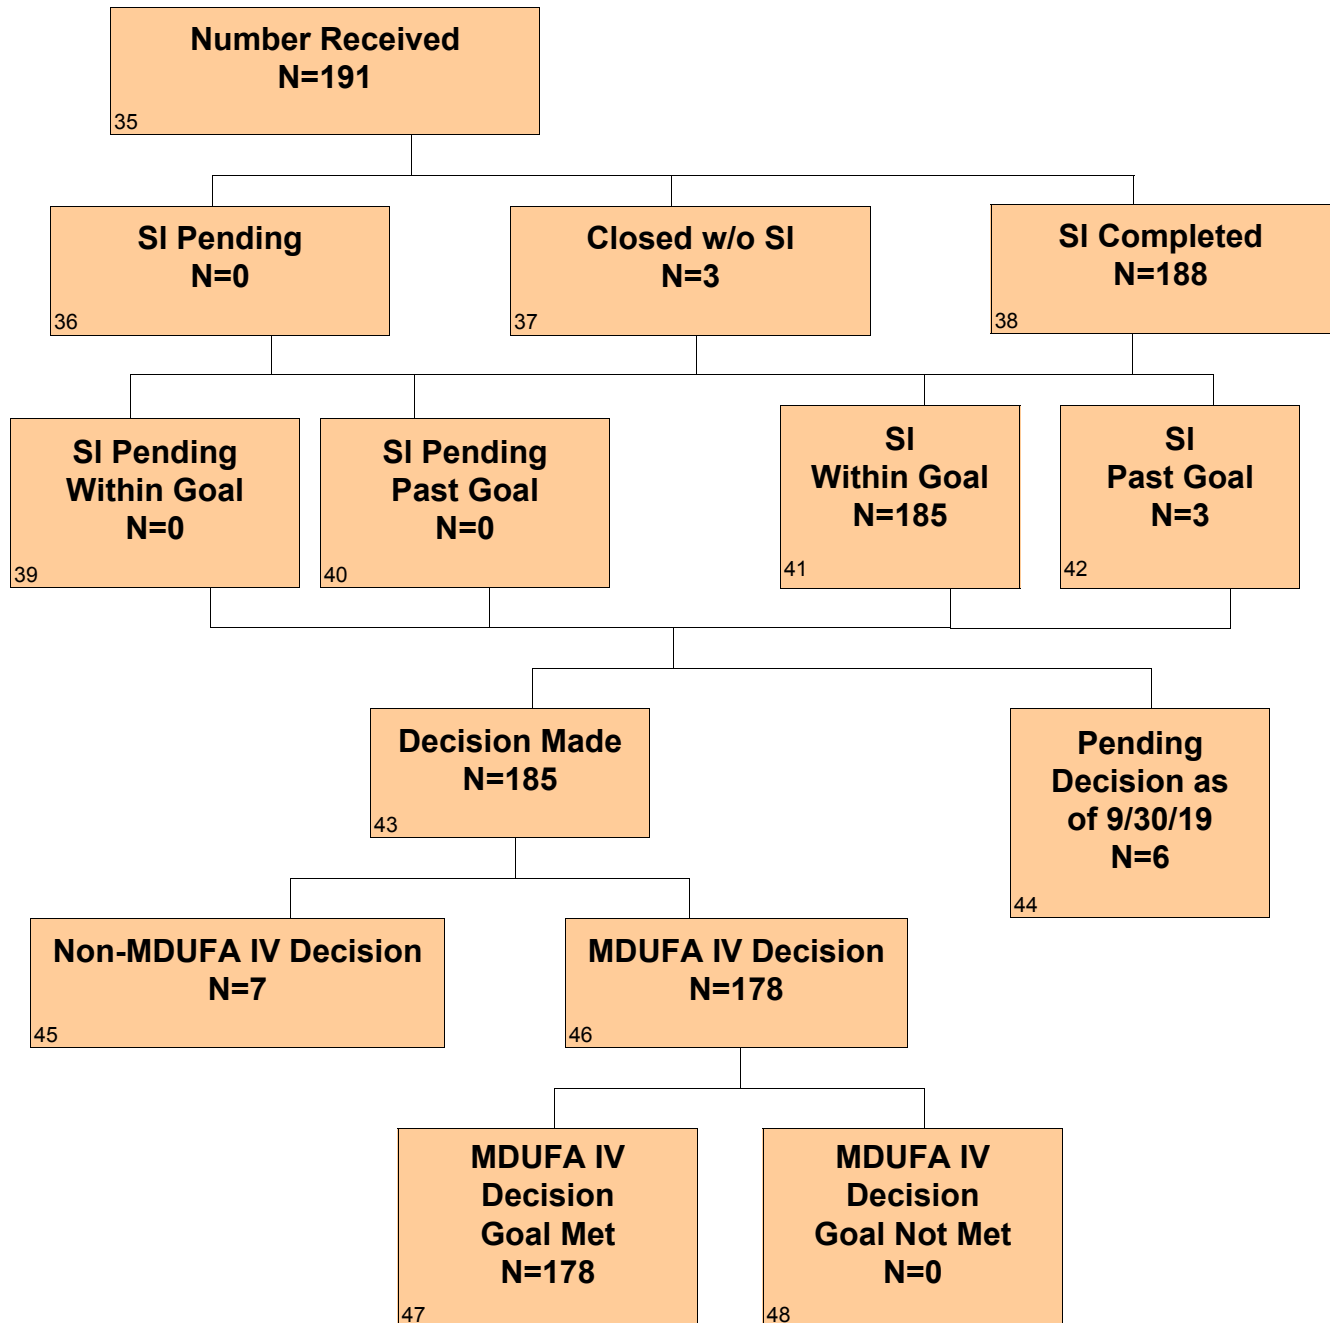 Number Received
N=191
35
SI Pending
N=0
36
Closed w/o SI
N=3
37
SI Completed
N=188
38
SI Pending
Within Goal
N=0
39
SI Pending
Past Goal
N=0
40
SI
Within Goal
N=185
41
SI
Past Goal
N=3
42
Decision Made
N=185
43
Pending
Decision as
of 9/30/19
N=6
44
Non-MDUFA IV Decision
N=7
45
MDUFA IV Decision
N=178
46
MDUFA IV
Decision
Goal Met
N=178
47
MDUFA IV
Decision
Goal Not Met
N=0
48